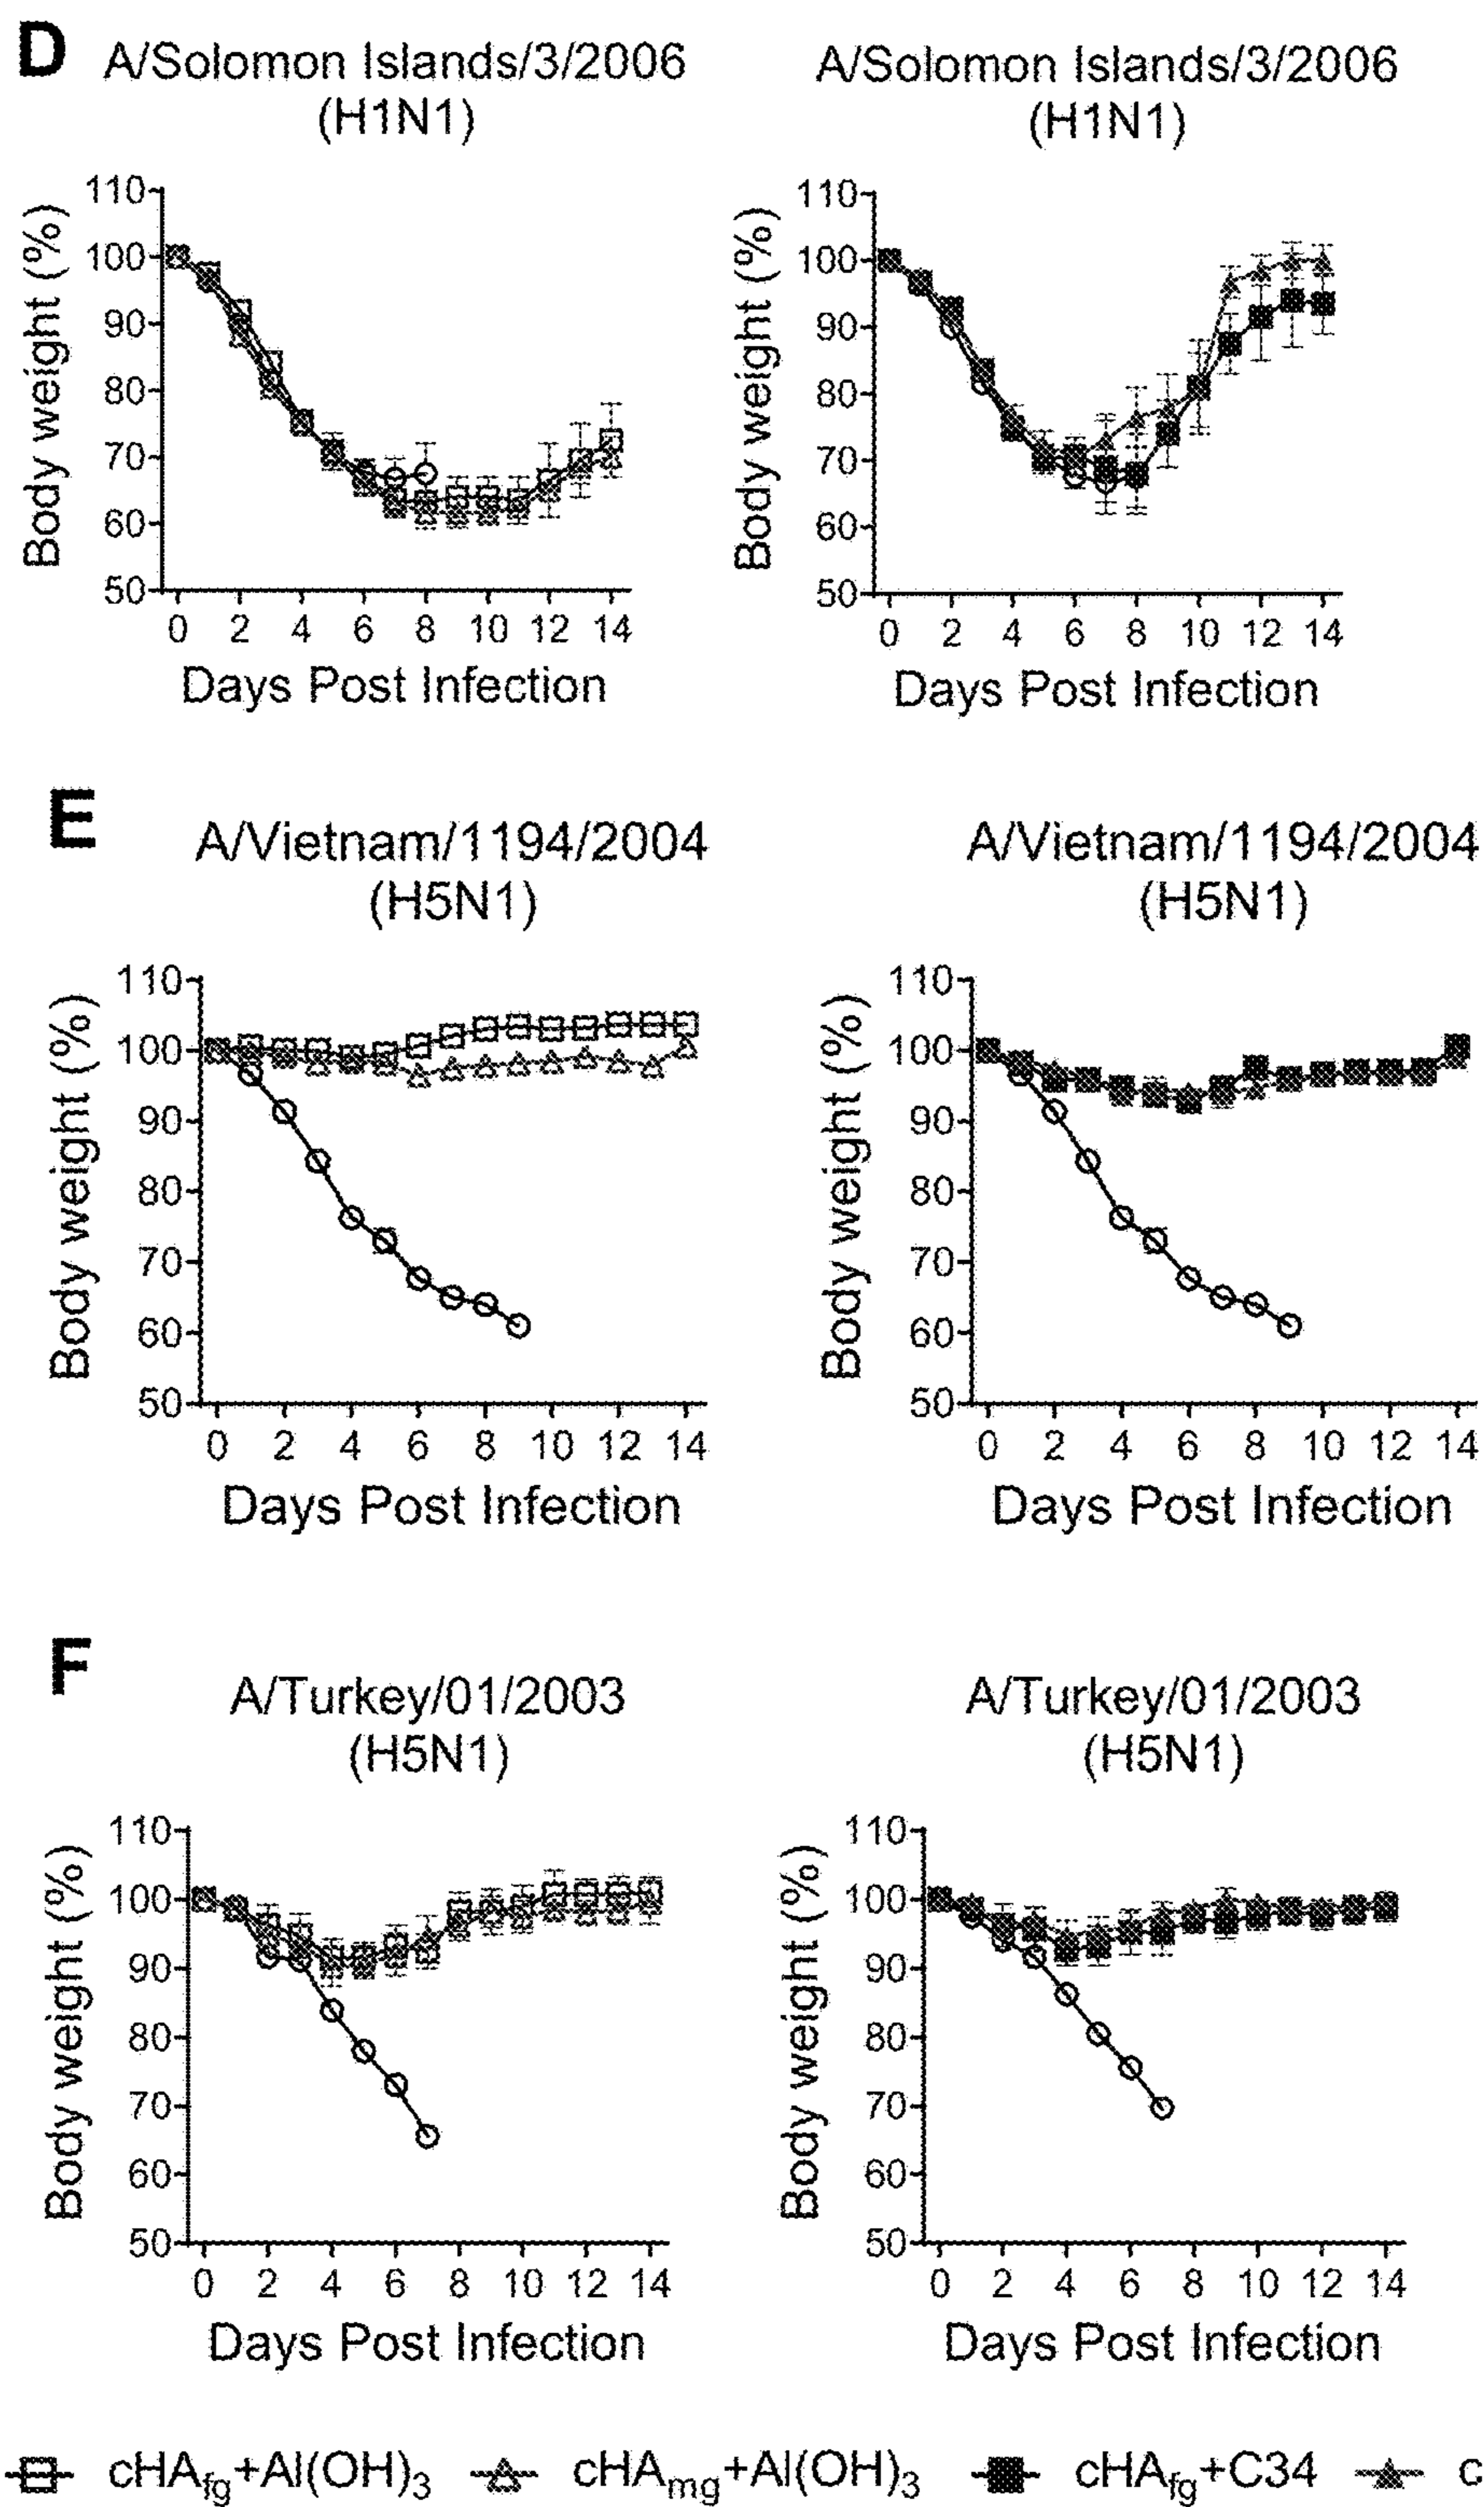 D
A/Solomon Islands/3/2006
(H1N1)
A/Solomon Islands/3/2006
(H1N1)
Body weight (%)
110
100
90
80
70
60
50
0 2 4 6 8 10 12 14
Days Post Infection
Body weight (%)
110
100
90
80
70
60
50
0 2 4 6 8 10 12 14
Days Post Infection
E
A/Vietnam/1194/2004
(H5N1)
A/Vietnam/1194/2004
(H5N1)
Body weight (%)
110
100
90
80
70
60
50
0 2 4 6 8 10 12 14
Days Post Infection
Body weight (%)
110
100
90
80
70
60
50
0 2 4 6 8 10 12 14
Days Post Infection
F
A/Turkey/01/2003
(H5N1)
A/Turkey/01/2003
(H5N1)
Body weight (%)
110
100
90
80
70
60
50
0 2 4 6 8 10 12 14
Days Post Infection
Body weight (%)
110
100
90
80
70
60
50
0 2 4 6 8 10 12 14
Days Post Infection
cHAfg+Al(OH)3 cHAmg+Al(OH)3 cHAfg+C34